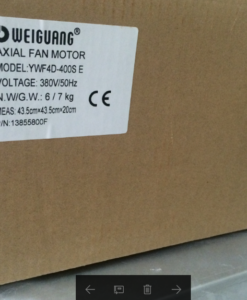 WEIGUANG®
AXIAL FAN MOTOR
MODEL: YWF4D-400S E
VOLTAGE: 380V/50Hz
N.W/G.W.: 6 / 7 kg
MEAS: 43.5cm×43.5cm×20cm
P/N:13855800F
CE